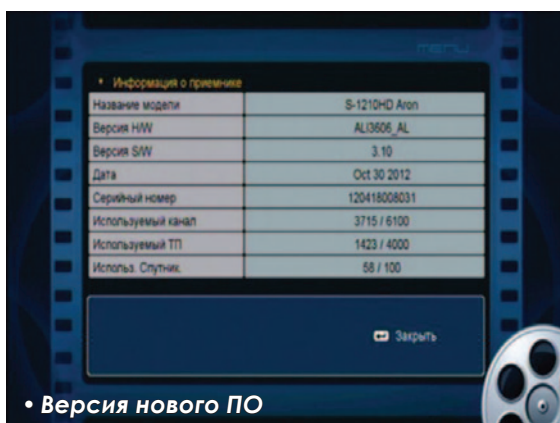 menu
• Информация о приемнике
Название модели S-1210HD Aron
Версия H/W ALI3606_AL
Версия S/W 3.10
Дата Oct 30 2012
Серийный номер 120418008031
Используемый канал 3715 / 6100
Используемый ТП 1423 / 4000
Использ. Спутник. 58 / 100
Закрыть
• Версия нового ПО